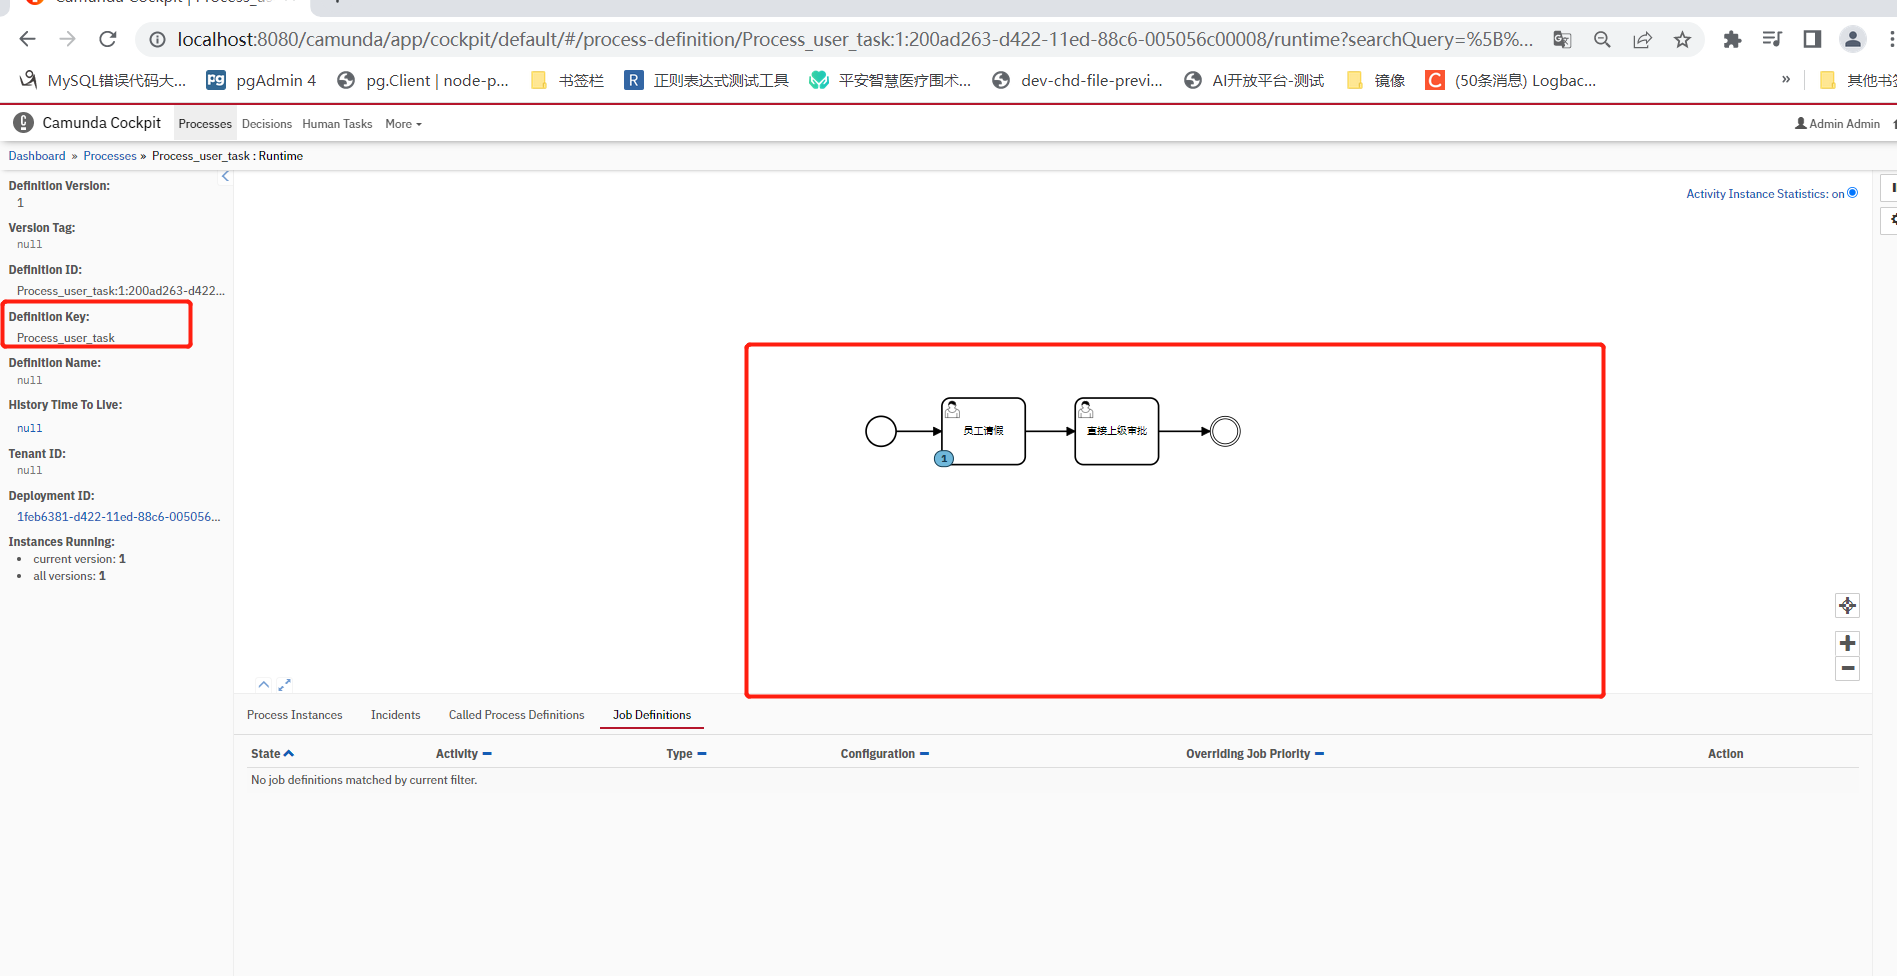 localhost:8080/camunda/app/cockpit/default/#/process-definition/Process_user_task:1:200ad263-d422-11ed-88c6-005056c00008/runtime?searchQuery=%5B%...
MySQL错误代码大... pgAdmin 4 pg.Client | node-p... 书签栏 R 正则表达式测试工具 平安智慧医疗围术... dev-chd-file-previ... AI开放平台-测试 镜像 C (50条消息) Logbac... » 其他书签
Camunda Cockpit Processes Decisions Human Tasks More Admin Admin
Dashboard » Processes » Process_user_task : Runtime
Definition Version:
1
Version Tag:
null
Definition ID:
Process_user_task:1:200ad263-d422...
Definition Key:
Process_user_task
Definition Name:
null
History Time To Live:
null
Tenant ID:
null
Deployment ID:
1feb6381-d422-11ed-88c6-005056...
Instances Running:
current version: 1
all versions: 1
Activity Instance Statistics: on
员工请假
直接上级审批
1
Process Instances Incidents Called Process Definitions Job Definitions
State Activity Type Configuration Overriding Job Priority Action
No job definitions matched by current filter.